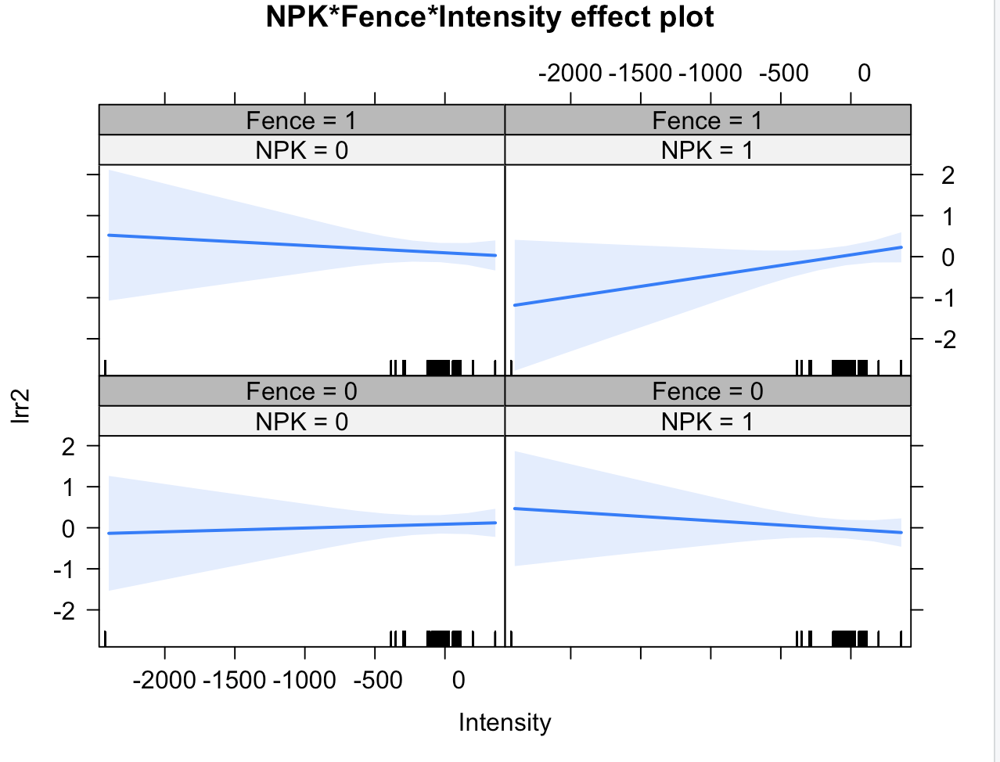 NPK*Fence*Intensity effect plot
-2000 -1500 -1000 -500 0
Fence = 1 Fence = 1
NPK = 0 NPK = 1
2
1
0
-1
-2
Irr2
Fence = 0 Fence = 0
NPK = 0 NPK = 1
2
1
0
-1
-2
-2000 -1500 -1000 -500 0
Intensity